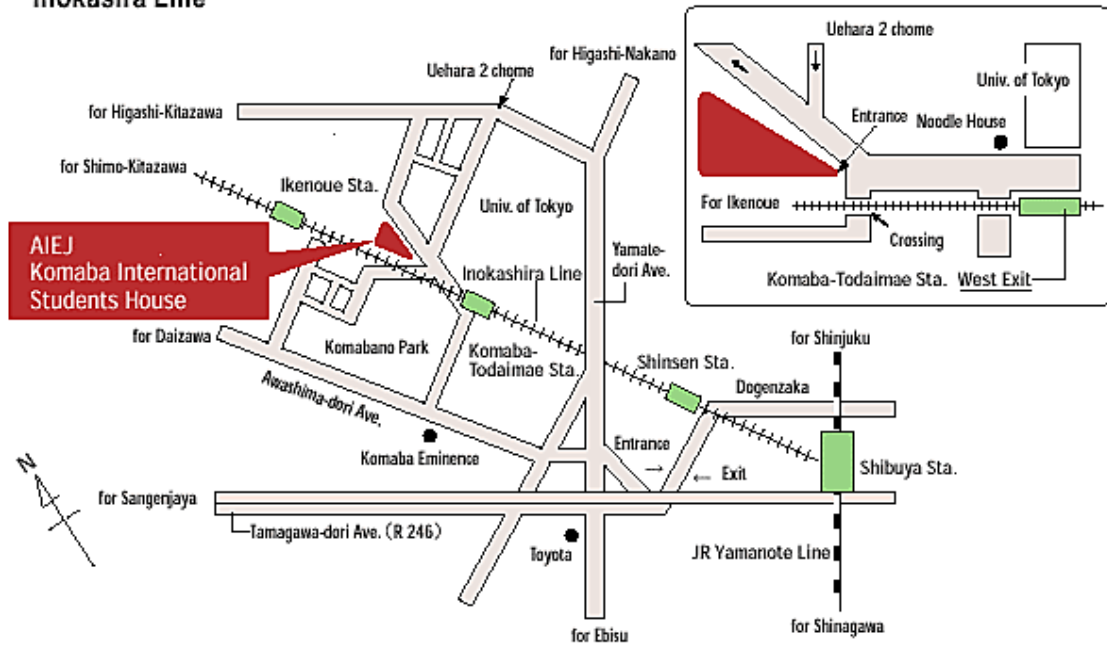 Inokasira Line
Uehara 2 chome
for Higashi-Nakano
Uehara 2 chome
for Higashi-Kitazawa
Univ. of Tokyo
Entrance
Noodle House
for Shimo-Kitazawa
Ikenoue Sta.
Univ. of Tokyo
For Ikenoue
AIEJ
Komaba International
Students House
Crossing
Yamate-
dori Ave.
Inokashira Line
Komaba-Todaimae Sta. West Exit
for Daizawa
Komabano Park
Komaba-
Todaimae Sta.
for Shinjuku
Shinsen Sta.
Dogenzaka
Awashima-dori Ave.
Entrance
Komaba Eminence
Exit
Shibuya Sta.
N
for Sangenjaya
Tamagawa-dori Ave. (R 246)
Toyota
JR Yamanote Line
for Ebisu
for Shinagawa